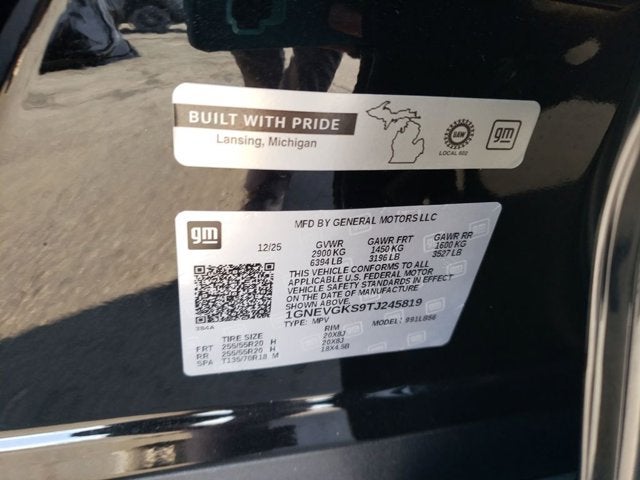 BUILT WITH PRIDE
Lansing, Michigan
UAW
LOCAL 602
gm
gm
MFD BY GENERAL MOTORS LLC
12/25 GVWR GAWR FRT GAWR RR
2900 KG 1450 KG 1600 KG
6394 LB 3196 LB 3527 LB
THIS VEHICLE CONFORMS TO ALL
APPLICABLE U.S. FEDERAL MOTOR
VEHICLE SAFETY STANDARDS IN EFFECT
ON THE DATE OF MANUFACTURE
SHOWN ABOVE.
1GNEVGKS9TJ245819
TYPE: MPV MODEL:
TIRE SIZE RIM
FRT 255/55R20 H 20X8J
RR 255/55R20 H 20X8J
SPA T135/70R18 M 18X4.5B